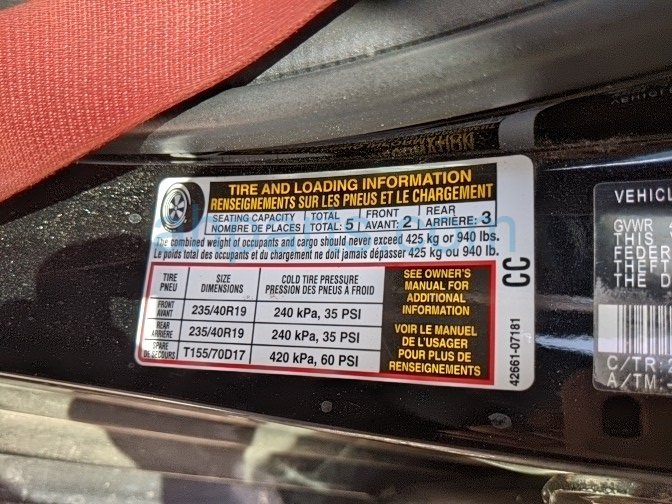 TIRE AND LOADING INFORMATION
RENSEIGNEMENTS SUR LES PNEUS ET LE CHARGEMENT
SEATING CAPACITY TOTAL 5 FRONT 2 REAR 3
NOMBRE DE PLACES TOTAL: AVANT: ARRIÈRE:
The combined weight of occupants and cargo should never exceed 425 kg or 940 lbs.
Le poids total des occupants et du chargement ne doit jamais dépasser 425 kg ou 940 lb.
TIRE PNEU
SIZE DIMENSIONS
COLD TIRE PRESSURE
PRESSION DES PNEUS À FROID
FRONT AVANT 235/40R19 240 kPa, 35 PSI
REAR ARRIÈRE 235/40R19 240 kPa, 35 PSI
SPARE DE SECOURS T155/70D17 420 kPa, 60 PSI
SEE OWNER'S
MANUAL FOR
ADDITIONAL
INFORMATION
VOIR LE MANUEL
DE L'USAGER
POUR PLUS DE
RENSEIGNEMENTS
CC
42661-07181
VEHICL
GVWR
THIS
FEDER
THEFT
THE D
C/TR:
A/TM: